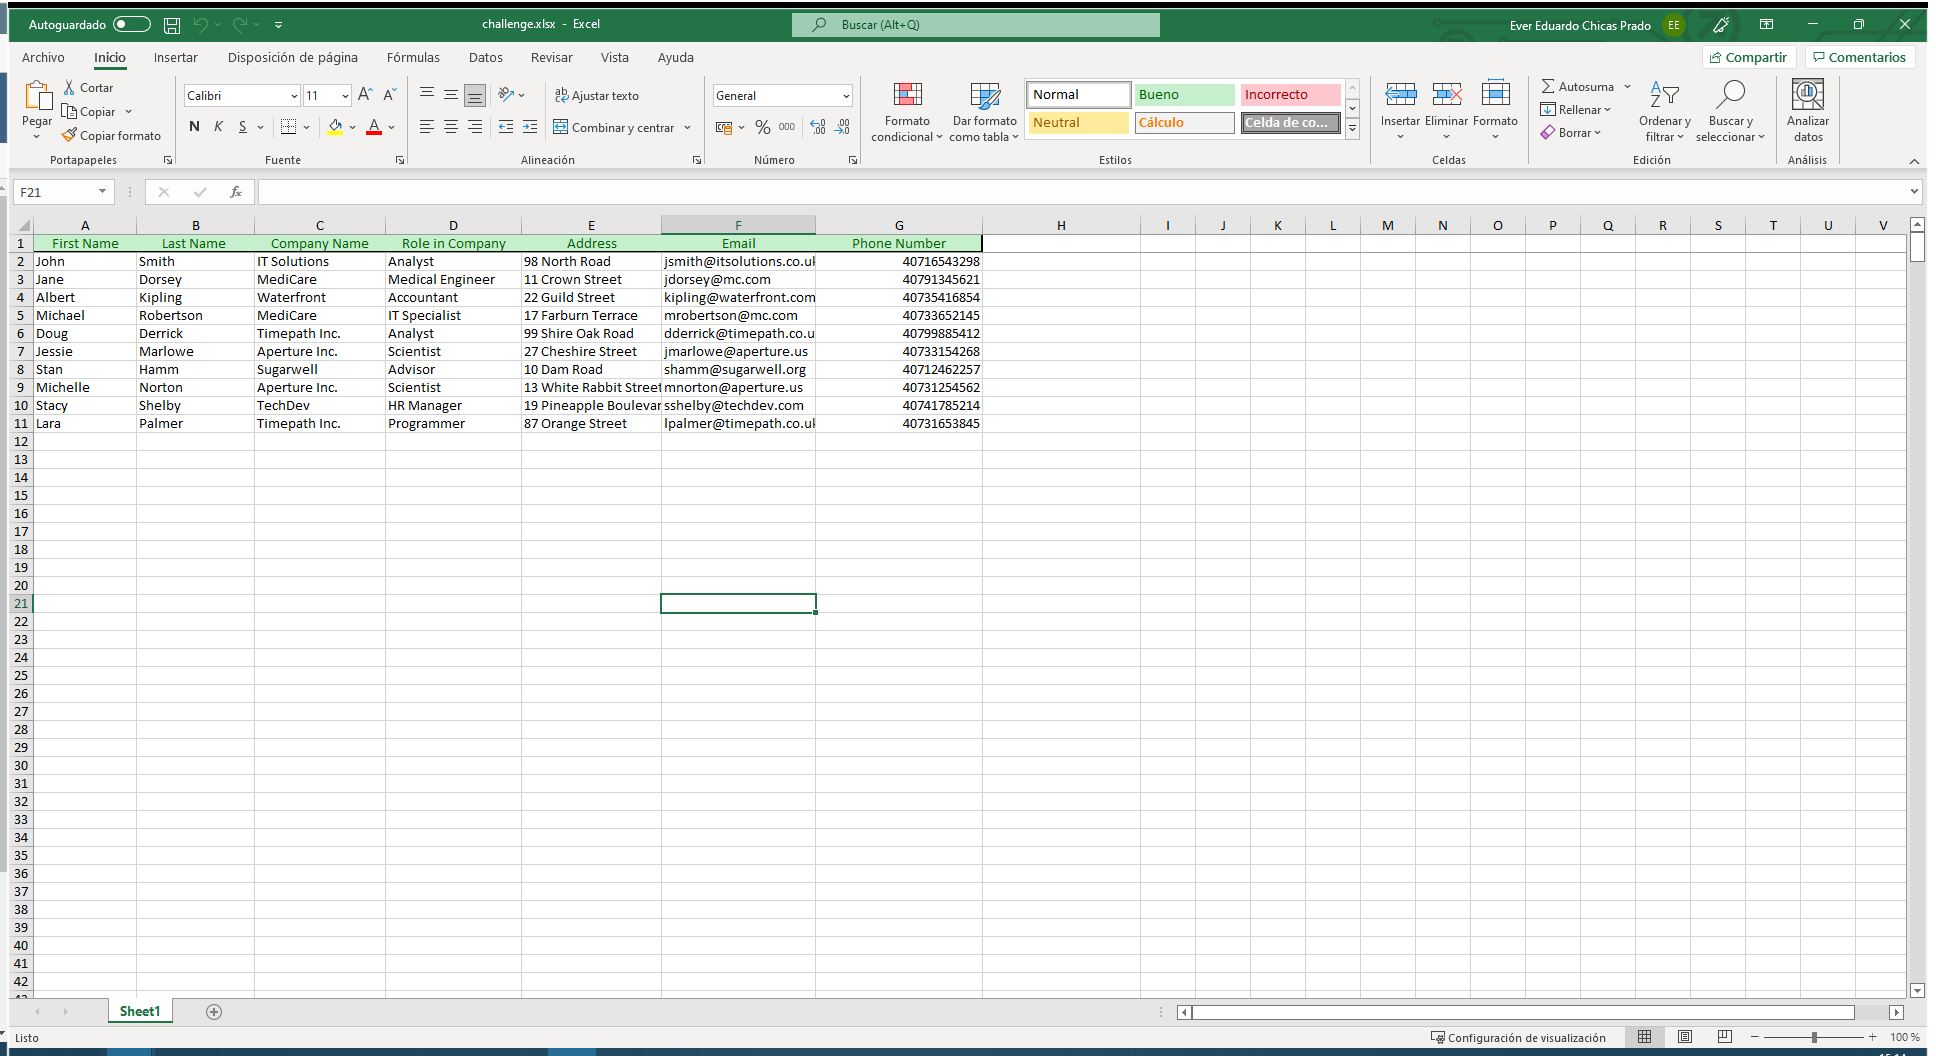 Autoguardado challenge.xlsx - Excel Buscar (Alt+Q) Ever Eduardo Chicas Prado EE
Archivo Inicio Insertar Disposición de página Fórmulas Datos Revisar Vista Ayuda Compartir Comentarios
Pegar Cortar Copiar Copiar formato Portapapeles
Calibri 11 N K S Fuente
Ajustar texto Combinar y centrar Alineación
General % 000 Número
Formato condicional Dar formato como tabla
Normal Bueno Incorrecto
Neutral Cálculo Celda de co...
Estilos
Insertar Eliminar Formato Celdas
Autosuma Rellenar Borrar Ordenar y filtrar Buscar y seleccionar Edición
Analizar datos Análisis
F21 fx
A B C D E F G H I J K L M N O P Q R S T U V
1 First Name Last Name Company Name Role in Company Address Email Phone Number
2 John Smith IT Solutions Analyst 98 North Road jsmith@itsolutions.co.uk 40716543298
3 Jane Dorsey MediCare Medical Engineer 11 Crown Street jdorsey@mc.com 40791345621
4 Albert Kipling Waterfront Accountant 22 Guild Street kipling@waterfront.com 40735416854
5 Michael Robertson MediCare IT Specialist 17 Farburn Terrace mrobertson@mc.com 40733652145
6 Doug Derrick Timepath Inc. Analyst 99 Shire Oak Road dderrick@timepath.co.u 40799885412
7 Jessie Marlowe Aperture Inc. Scientist 27 Cheshire Street jmarlowe@aperture.us 40733154268
8 Stan Hamm Sugarwell Advisor 10 Dam Road shamm@sugarwell.org 40712462257
9 Michelle Norton Aperture Inc. Scientist 13 White Rabbit Street mnorton@aperture.us 40731254562
10 Stacy Shelby TechDev HR Manager 19 Pineapple Boulevar sshelby@techdev.com 40741785214
11 Lara Palmer Timepath Inc. Programmer 87 Orange Street lpalmer@timepath.co.uk 40731653845
12
13
14
15
16
17
18
19
20
21
22
23
24
25
26
27
28
29
30
31
32
33
34
35
36
37
38
39
40
41
42
Sheet1
Listo Configuración de visualización 100 %